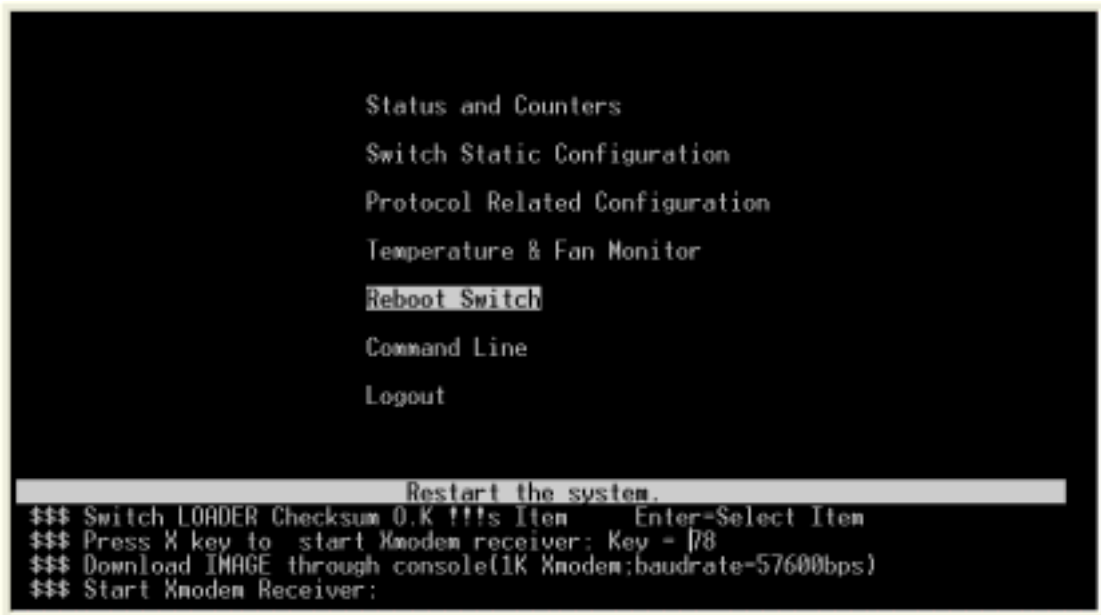 Status and Counters
Switch Static Configuration
Protocol Related Configuration
Temperature & Fan Monitor
Reboot Switch
Command Line
Logout
Restart the system.
$$$ Switch LOADER Checksum O.K !!!s Item     Enter=Select Item
$$$ Press X key to  start Xmodem receiver: Key = 78
$$$ Download IMAGE through console(1K Xmodem;baudrate=57600bps)
$$$ Start Xmodem Receiver: